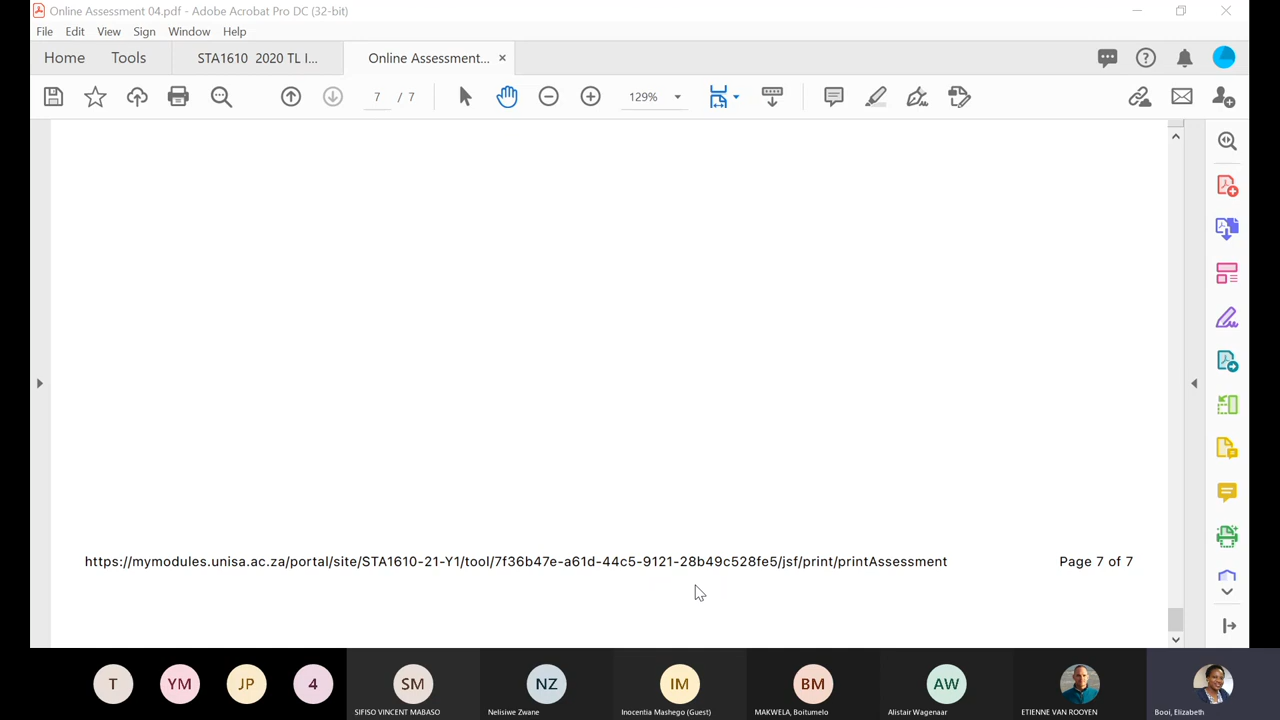 Online Assessment 04.pdf - Adobe Acrobat Pro DC (32-bit)
File Edit View Sign Window Help
Home Tools STA1610 2020 TL I... Online Assessment... ×
7 / 7 129%
https://mymodules.unisa.ac.za/portal/site/STA1610-21-Y1/tool/7f36b47e-a61d-44c5-9121-28b49c528fe5/jsf/print/printAssessment Page 7 of 7
T YM JP 4 SM NZ IM BM AW
SIFISO VINCENT MABASO Nelisiwe Zwane Inocentia Mashego (Guest) MAKWELA, Boitumelo Alistair Wagenaar ETIENNE VAN ROOYEN Booi, Elizabeth